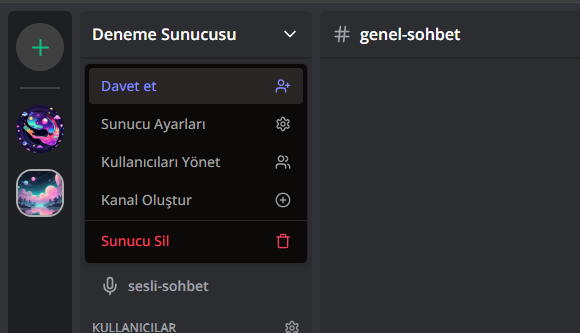 Deneme Sunucusu
# genel-sohbet
Davet et
Sunucu Ayarları
Kullanıcıları Yönet
Kanal Oluştur
Sunucu Sil
sesli-sohbet
KULLANICILAR